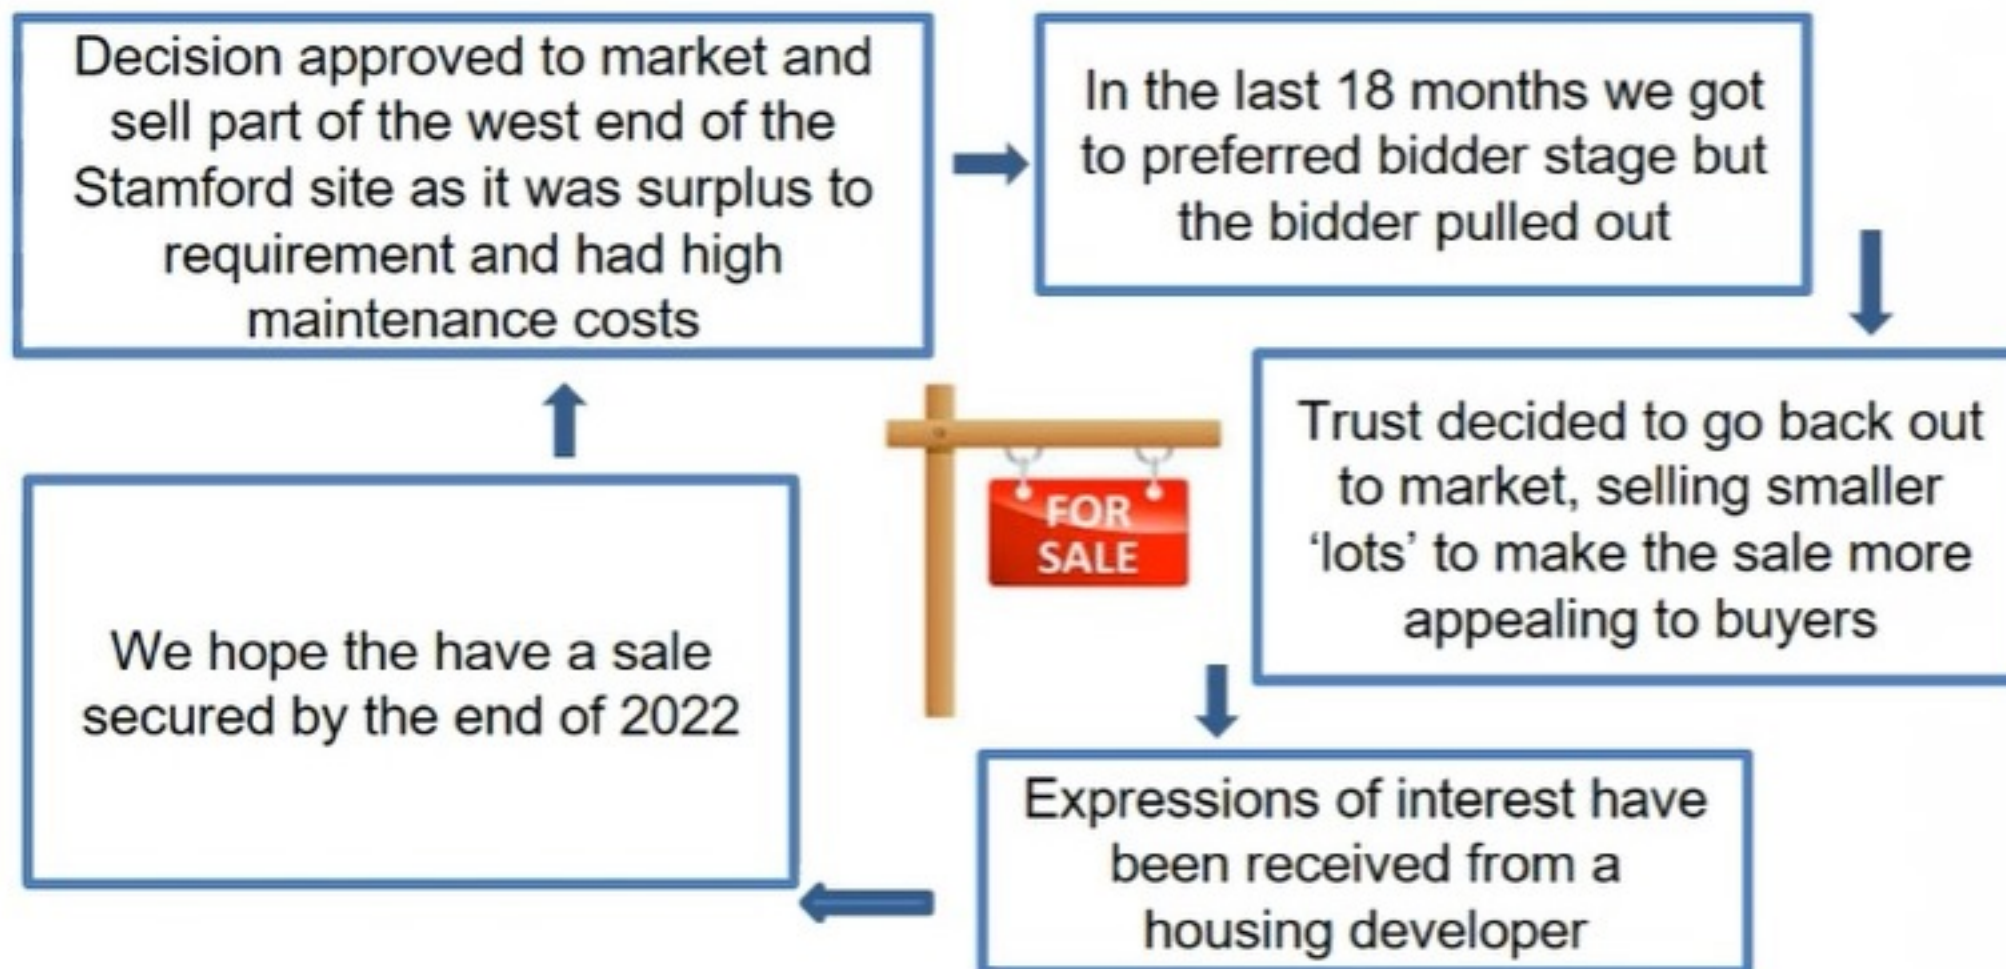 Decision approved to market and
sell part of the west end of the
Stamford site as it was surplus to
requirement and had high
maintenance costs
In the last 18 months we got
to preferred bidder stage but
the bidder pulled out
Trust decided to go back out
to market, selling smaller
‘lots’ to make the sale more
appealing to buyers
Expressions of interest have
been received from a
housing developer
We hope the have a sale
secured by the end of 2022
FOR
SALE